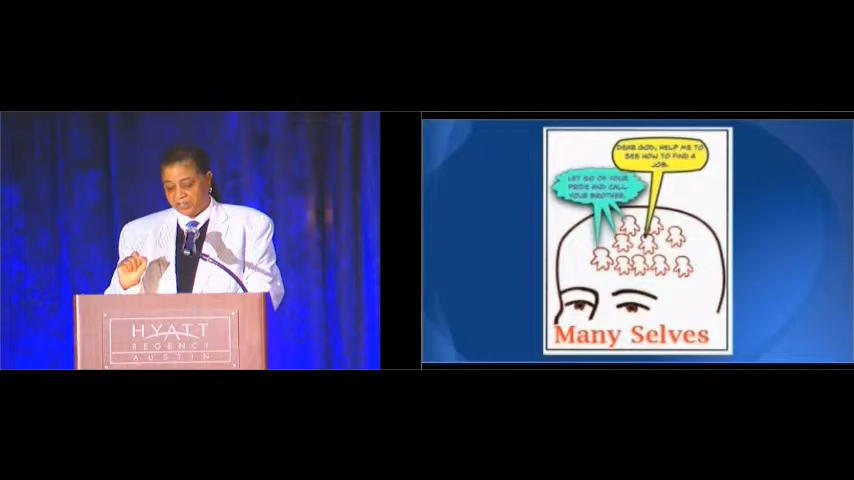 HYATT
REGENCY
AUSTIN
DEAR GOD, HELP ME TO
SEE HOW TO FIND A
JOB.
LET GO OF YOUR
PRIDE AND CALL
YOUR BROTHER.
Many Selves